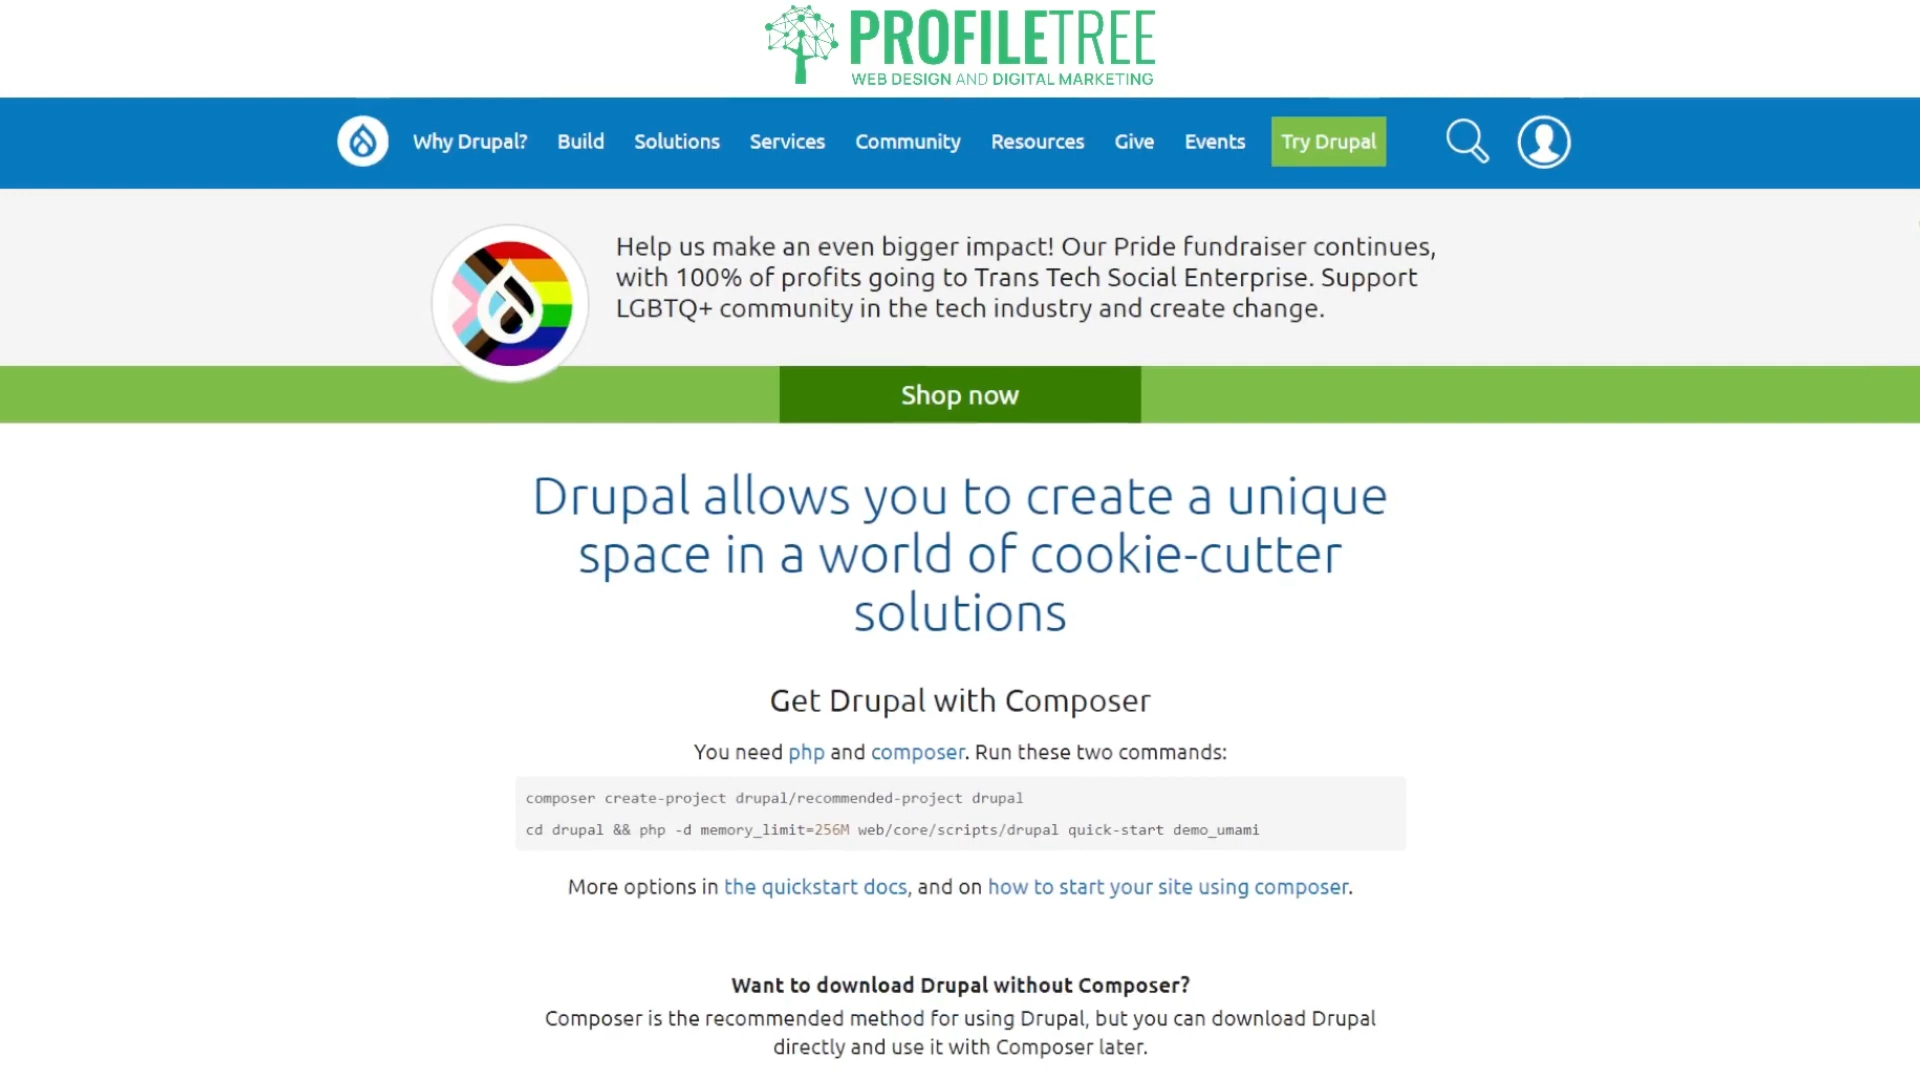 PROFILETREE
WEB DESIGN AND DIGITAL MARKETING
Why Drupal? Build Solutions Services Community Resources Give Events Try Drupal
Help us make an even bigger impact! Our Pride fundraiser continues,
with 100% of profits going to Trans Tech Social Enterprise. Support
LGBTQ+ community in the tech industry and create change.
Shop now
Drupal allows you to create a unique
space in a world of cookie-cutter
solutions
Get Drupal with Composer
You need php and composer. Run these two commands:
composer create-project drupal/recommended-project drupal
cd drupal && php -d memory_limit=256M web/core/scripts/drupal quick-start demo_umami
More options in the quickstart docs, and on how to start your site using composer.
Want to download Drupal without Composer?
Composer is the recommended method for using Drupal, but you can download Drupal
directly and use it with Composer later.